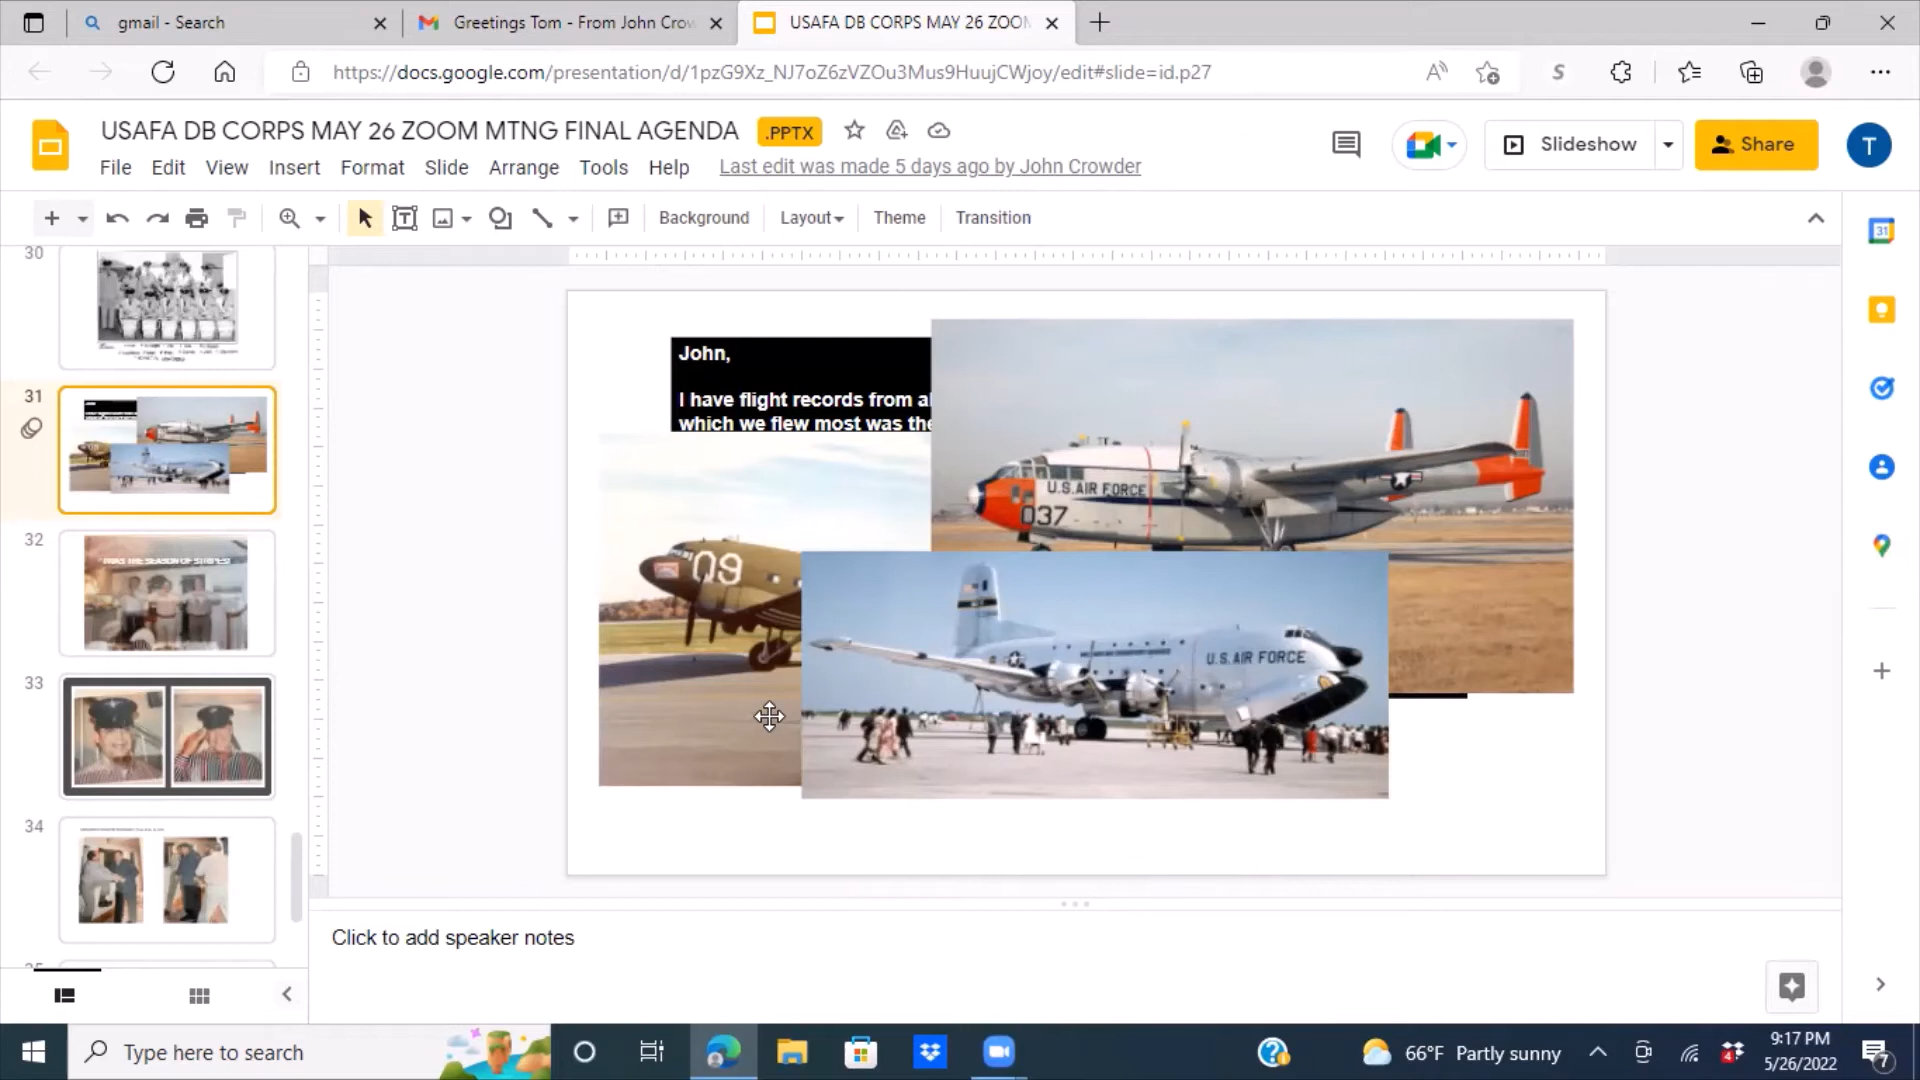 gmail - Search
Greetings Tom - From John Crow
USAFA DB CORPS MAY 26 ZOOM
https://docs.google.com/presentation/d/1pzG9Xz_NJ7oZ6zVZOu3Mus9HuujCWjoy/edit#slide=id.p27
USAFA DB CORPS MAY 26 ZOOM MTNG FINAL AGENDA
.PPTX
File Edit View Insert Format Slide Arrange Tools Help
Last edit was made 5 days ago by John Crowder
Slideshow
Share
T
Background
Layout
Theme
Transition
30
31
32
33
34
John,
I have flight records from al
which we flew most was the
U.S. AIR FORCE
037
09
U.S. AIR FORCE
Click to add speaker notes
31
Type here to search
66°F Partly sunny
4
9:17 PM
5/26/2022
7